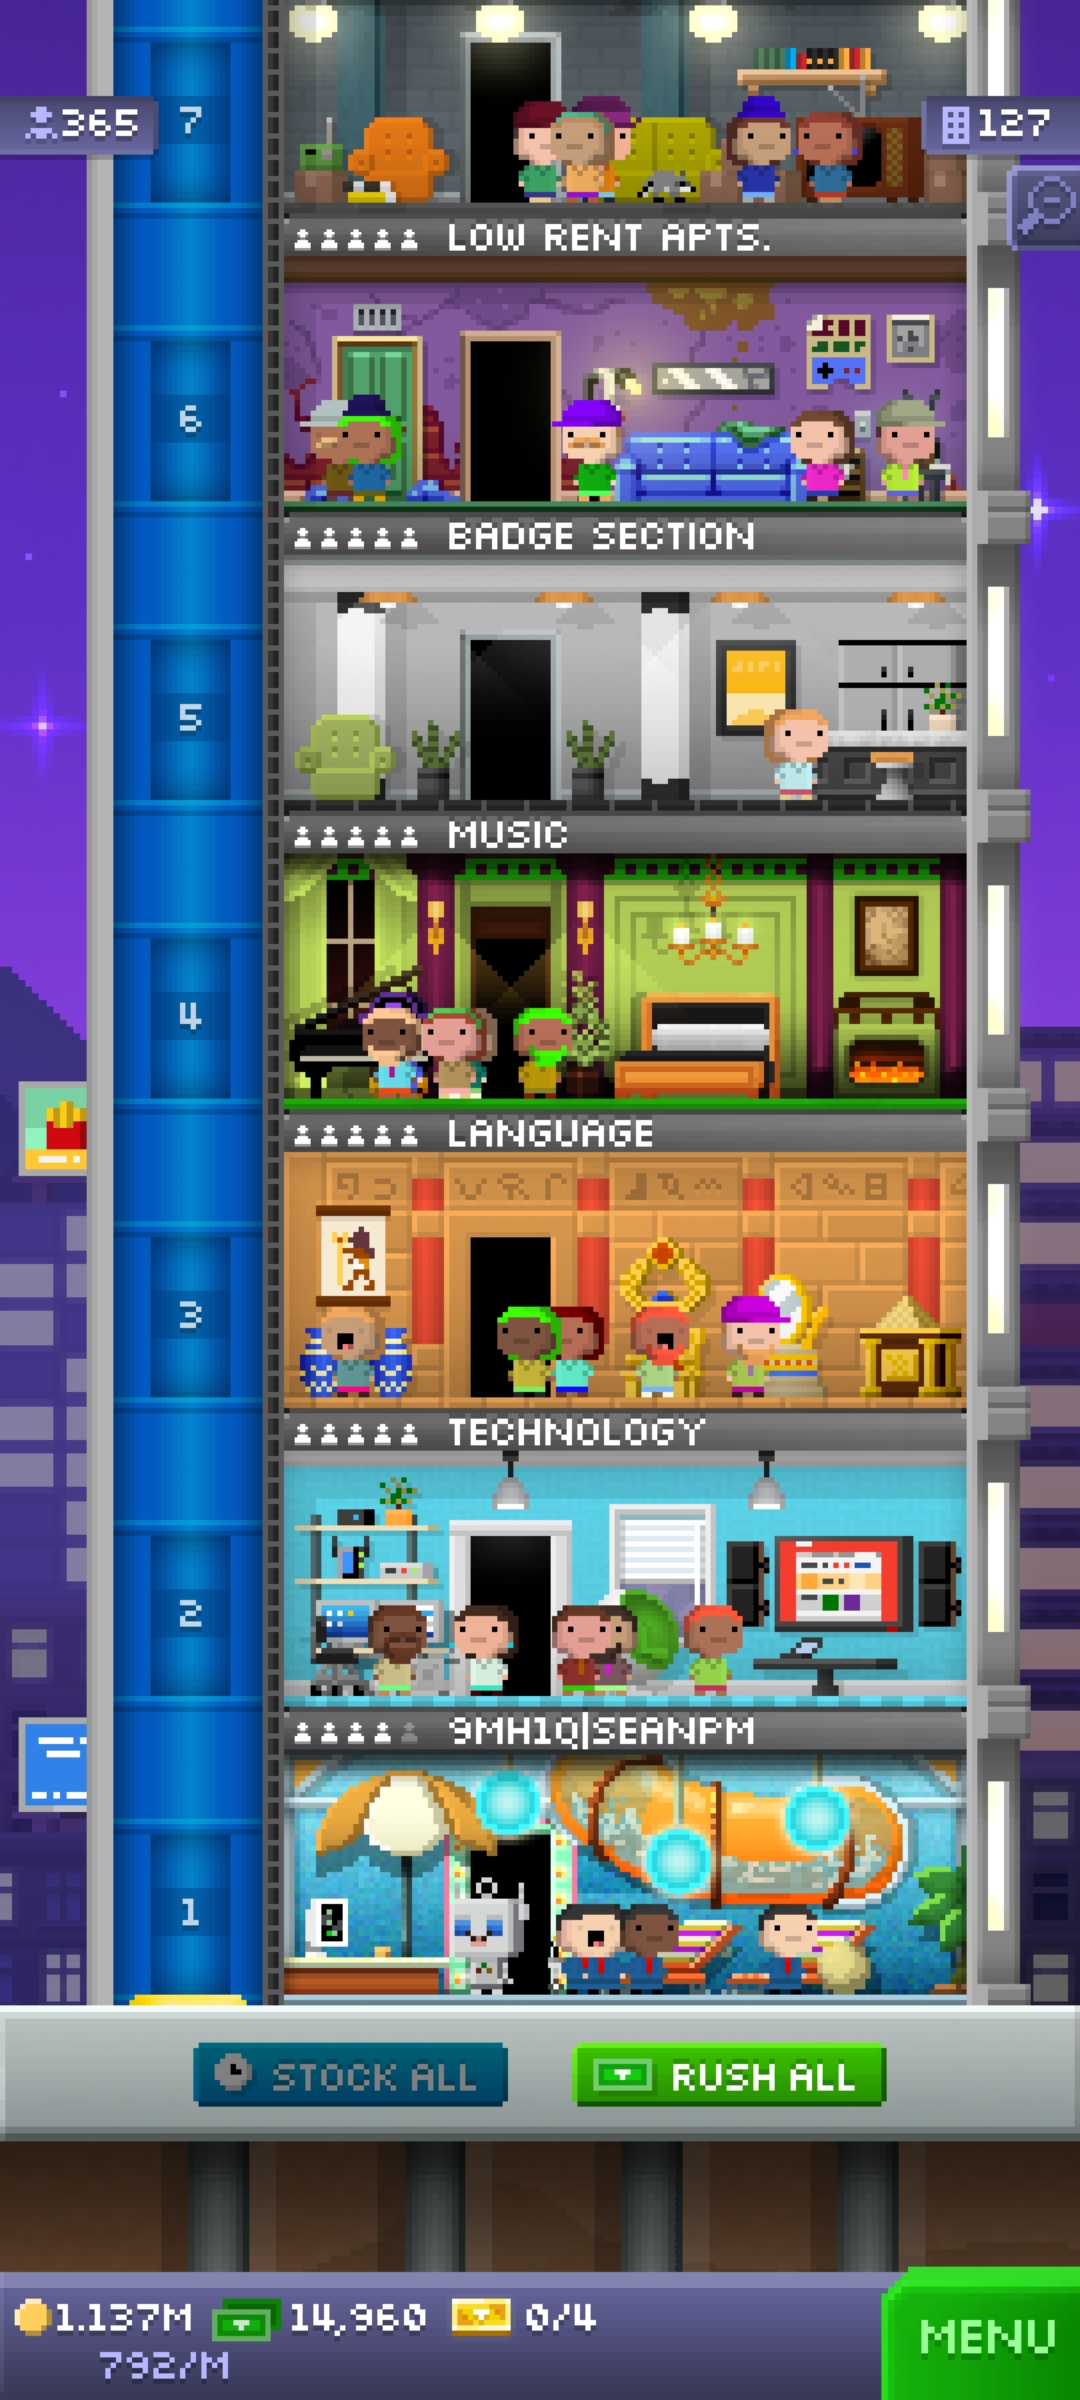 365
7
127
LOW RENT APTS.
6
BADGE SECTION
5
MUSIC
4
LANGUAGE
3
TECHNOLOGY
2
9MH1Q|SEANPM
1
STOCK ALL
RUSH ALL
1.137M 14,960 0/4
792/M
MENU